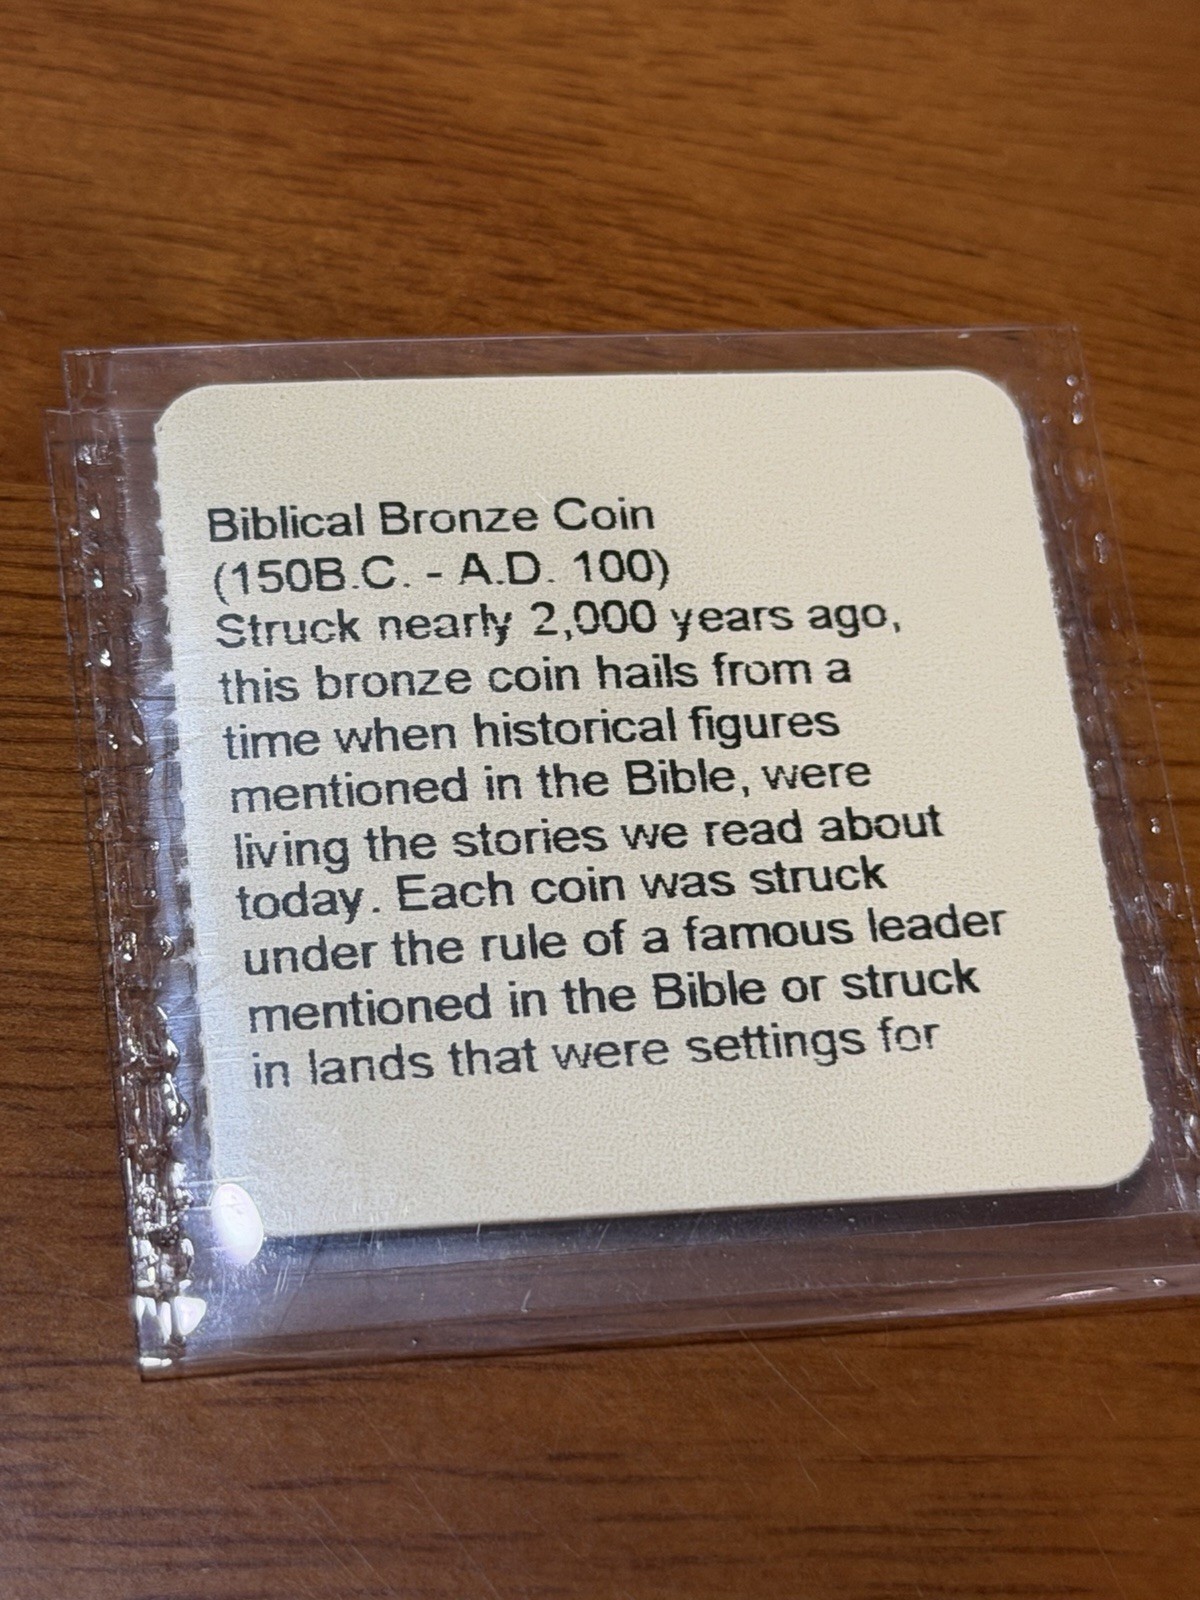 Biblical Bronze Coin
(150B.C. - A.D. 100)
Struck nearly 2,000 years ago,
this bronze coin hails from a
time when historical figures
mentioned in the Bible, were
living the stories we read about
today. Each coin was struck
under the rule of a famous leader
mentioned in the Bible or struck
in lands that were settings for